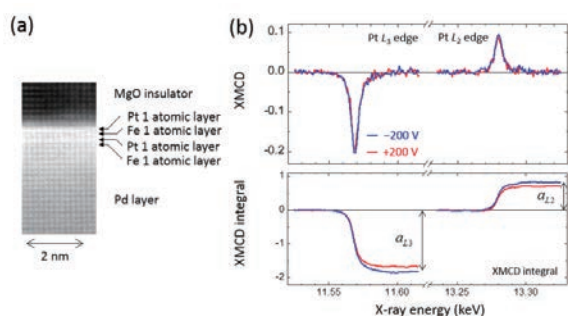 (a)
MgO insulator
Pt 1 atomic layer
Fe 1 atomic layer
Pt 1 atomic layer
Fe 1 atomic layer
Pd layer
2 nm
(b)
XMCD
0.1
0.0
-0.1
-0.2
Pt L₃ edge
Pt L₂ edge
−200 V
+200 V
XMCD integral
1
0
-1
-2
aL3
aL2
XMCD integral
11.55
11.60
13.25
13.30
X-ray energy (keV)